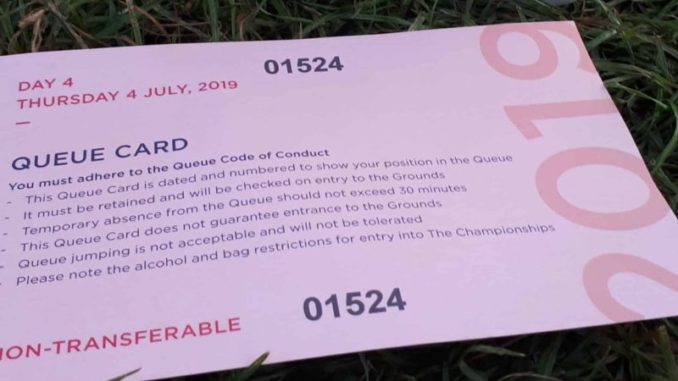 DAY 4
01524
THURSDAY 4 JULY, 2019
2019
QUEUE CARD
You must adhere to the Queue Code of Conduct
- This Queue Card is dated and numbered to show your position in the Queue
- It must be retained and will be checked on entry to the Grounds
- Temporary absence from the Queue should not exceed 30 minutes
- This Queue Card does not guarantee entrance to the Grounds
- Queue jumping is not acceptable and will not be tolerated
- Please note the alcohol and bag restrictions for entry into The Championships
01524
ION-TRANSFERABLE